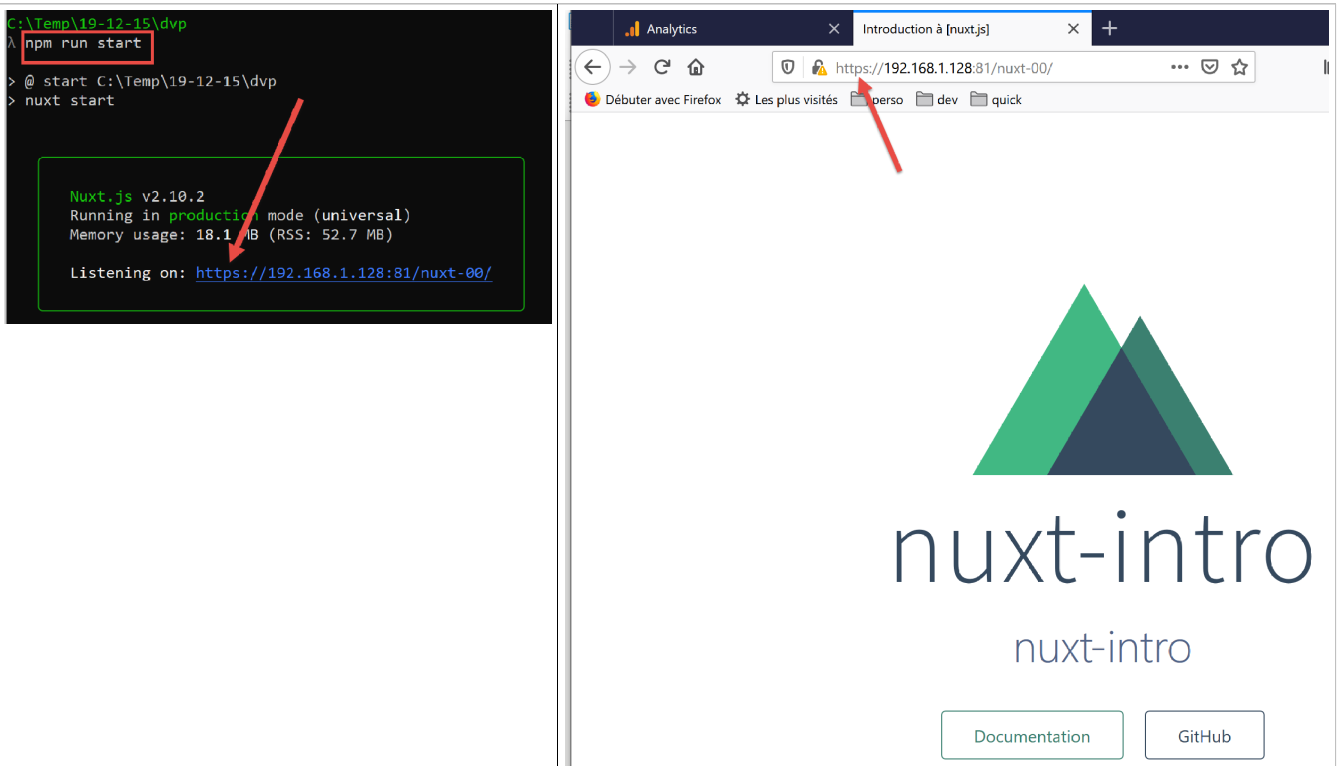 C:\Temp\19-12-15\dvp
λ npm run start
> @ start C:\Temp\19-12-15\dvp
> nuxt start
Nuxt.js v2.10.2
Running in production mode (universal)
Memory usage: 18.1 MB (RSS: 52.7 MB)
Listening on: https://192.168.1.128:81/nuxt-00/
Analytics
Introduction à [nuxt.js]
https://192.168.1.128:81/nuxt-00/
Débuter avec Firefox Les plus visités perso dev quick
nuxt-intro
nuxt-intro
Documentation GitHub